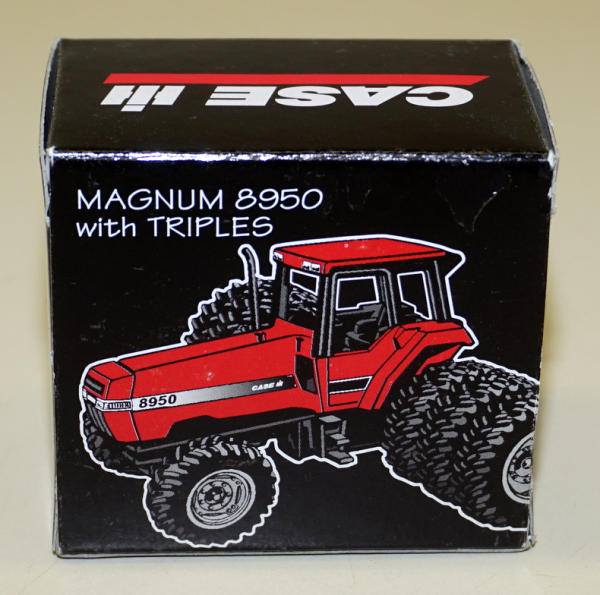 CASE IH
MAGNUM 8950
with TRIPLES
8950
CASE IH